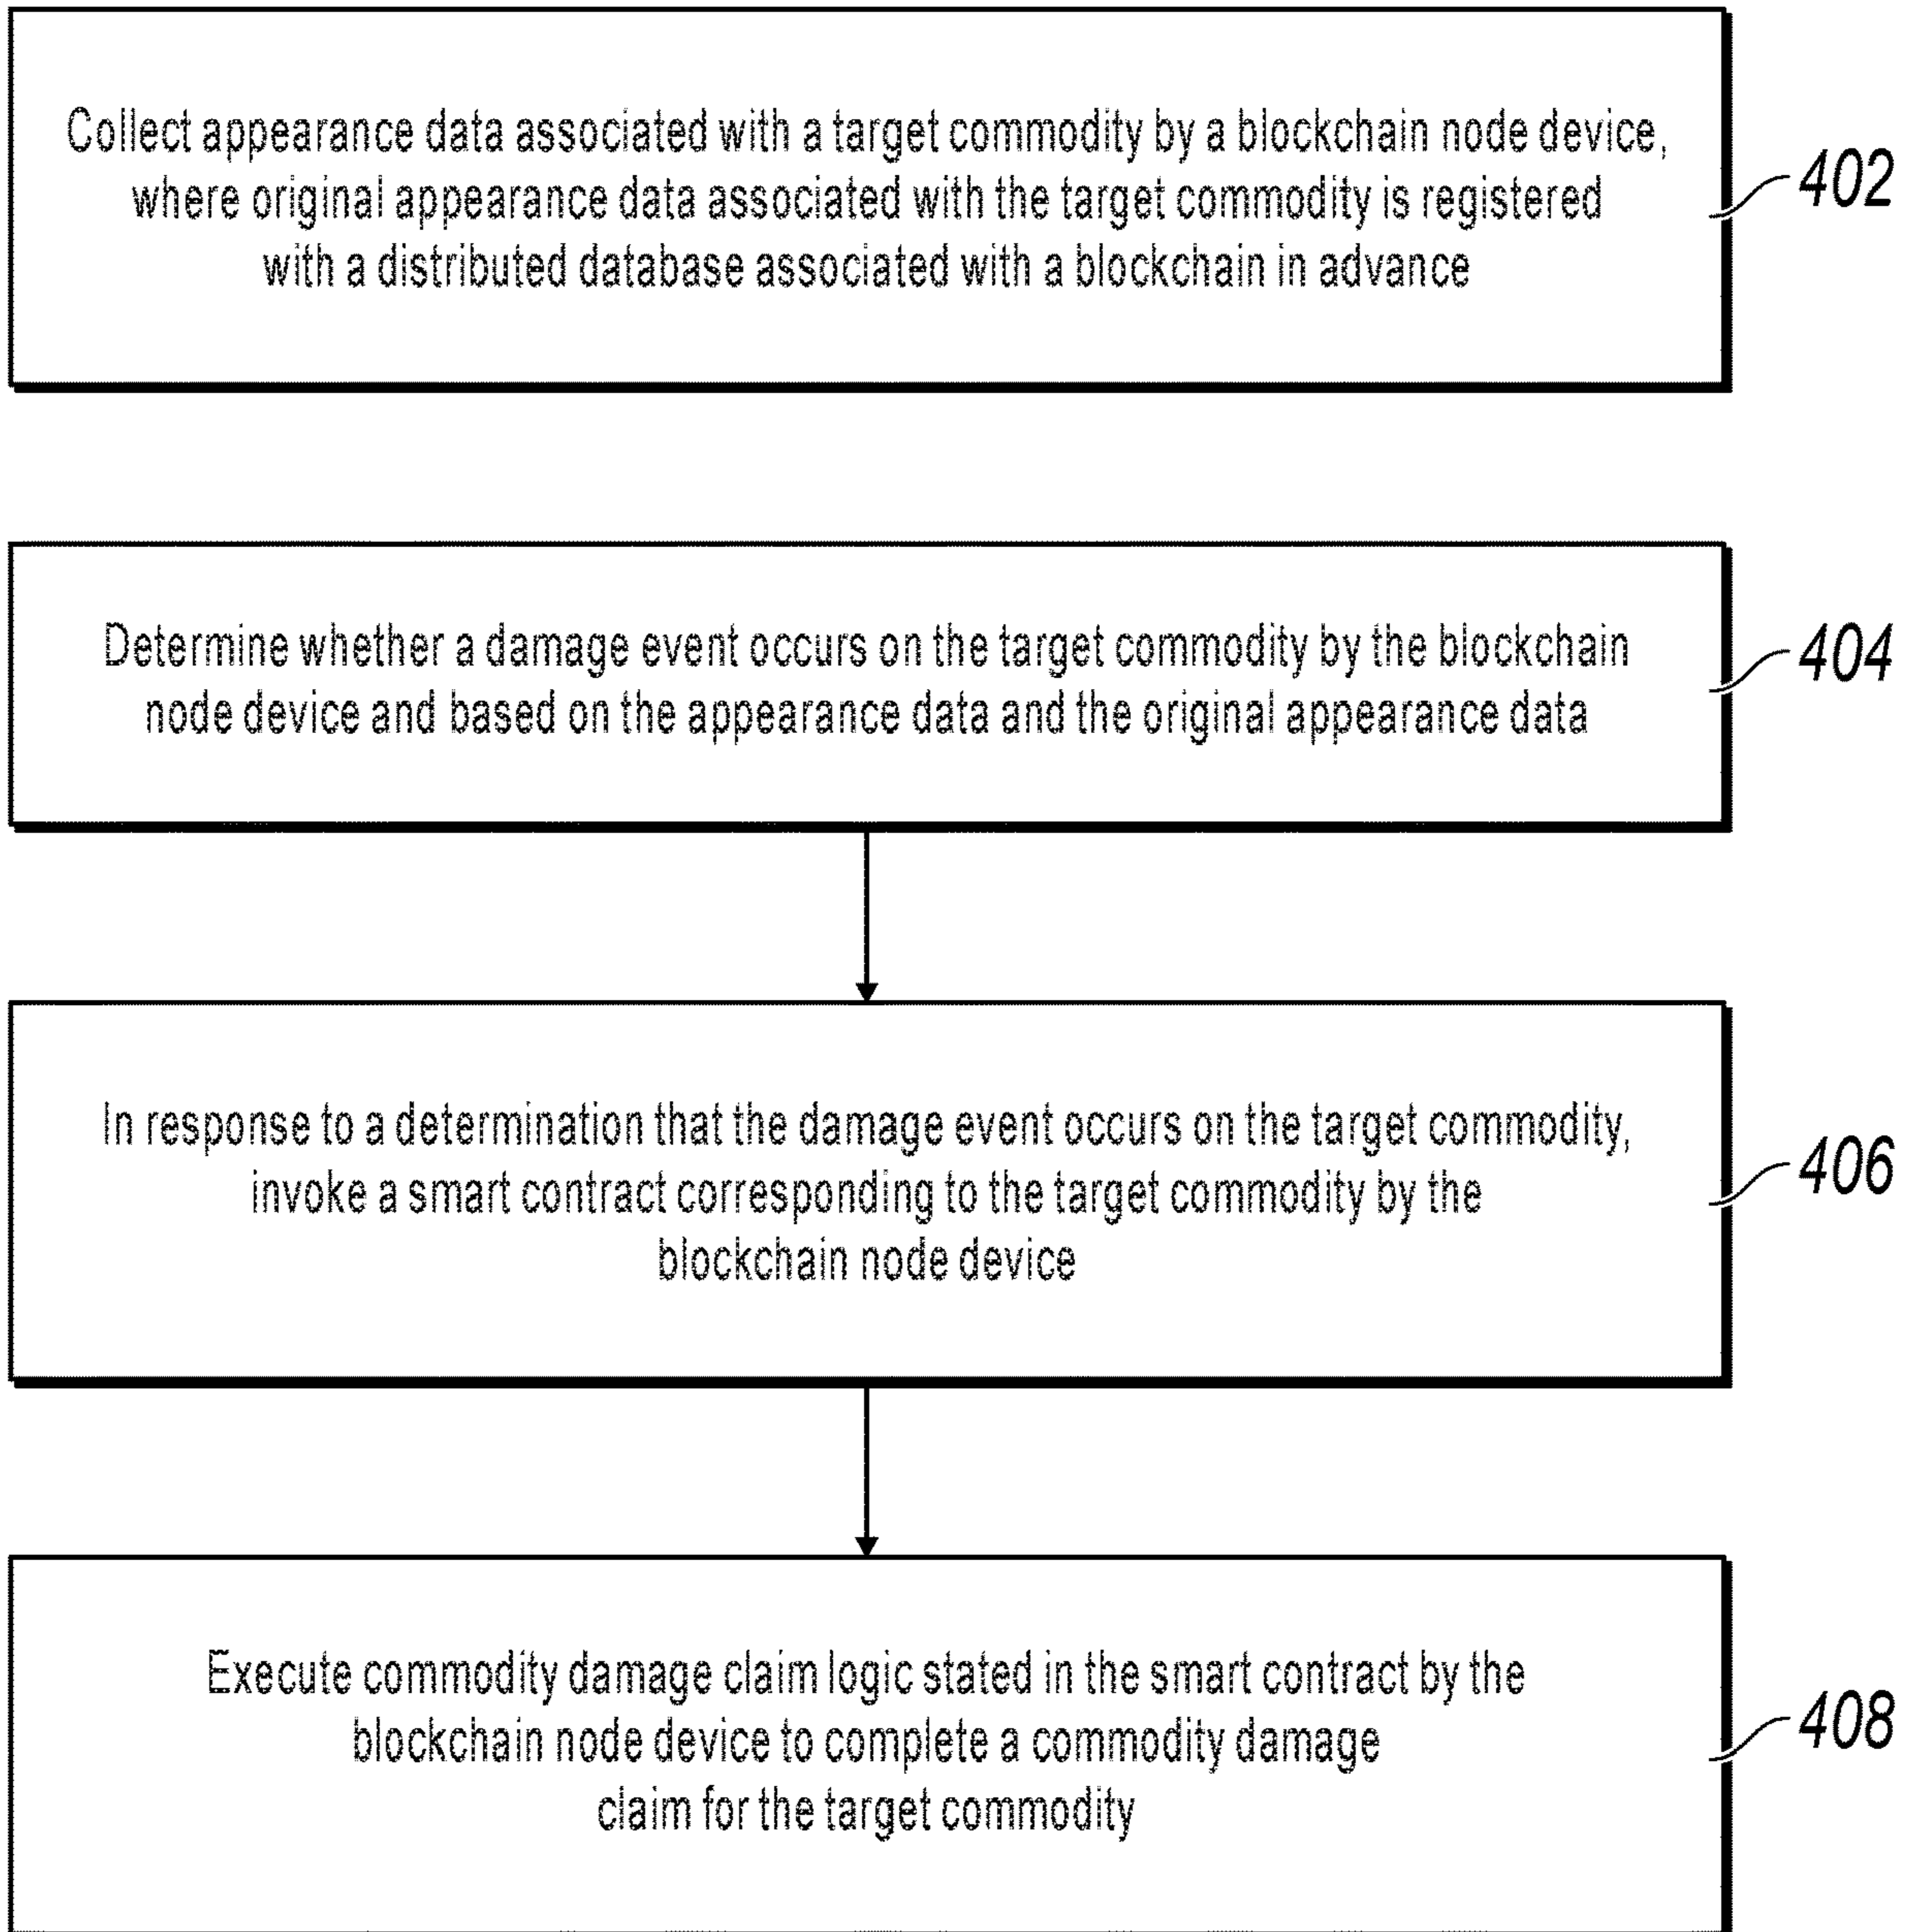 Collect appearance data associated with a target commodity by a blockchain node device,
where original appearance data associated with the target commodity is registered
with a distributed database associated with a blockchain in advance
402
Determine whether a damage event occurs on the target commodity by the blockchain
node device and based on the appearance data and the original appearance data
404
In response to a determination that the damage event occurs on the target commodity,
invoke a smart contract corresponding to the target commodity by the
blockchain node device
406
Execute commodity damage claim logic stated in the smart contract by the
blockchain node device to complete a commodity damage
claim for the target commodity
408